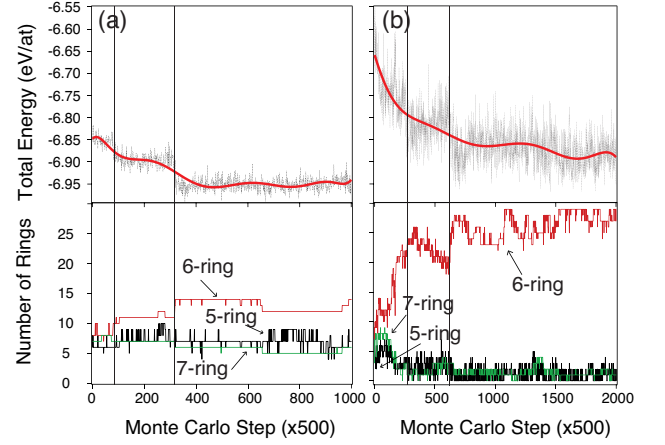 (a)
(b)
-6.55
-6.60
-6.65
-6.70
-6.75
-6.80
-6.85
-6.90
-6.95
Total Energy (eV/at)
Number of Rings
25
20
15
10
5
0
6-ring
5-ring
7-ring
6-ring
7-ring
5-ring
0 200 400 600 800 1000
0 500 1000 1500 2000
Monte Carlo Step (x500)
Monte Carlo Step (x500)